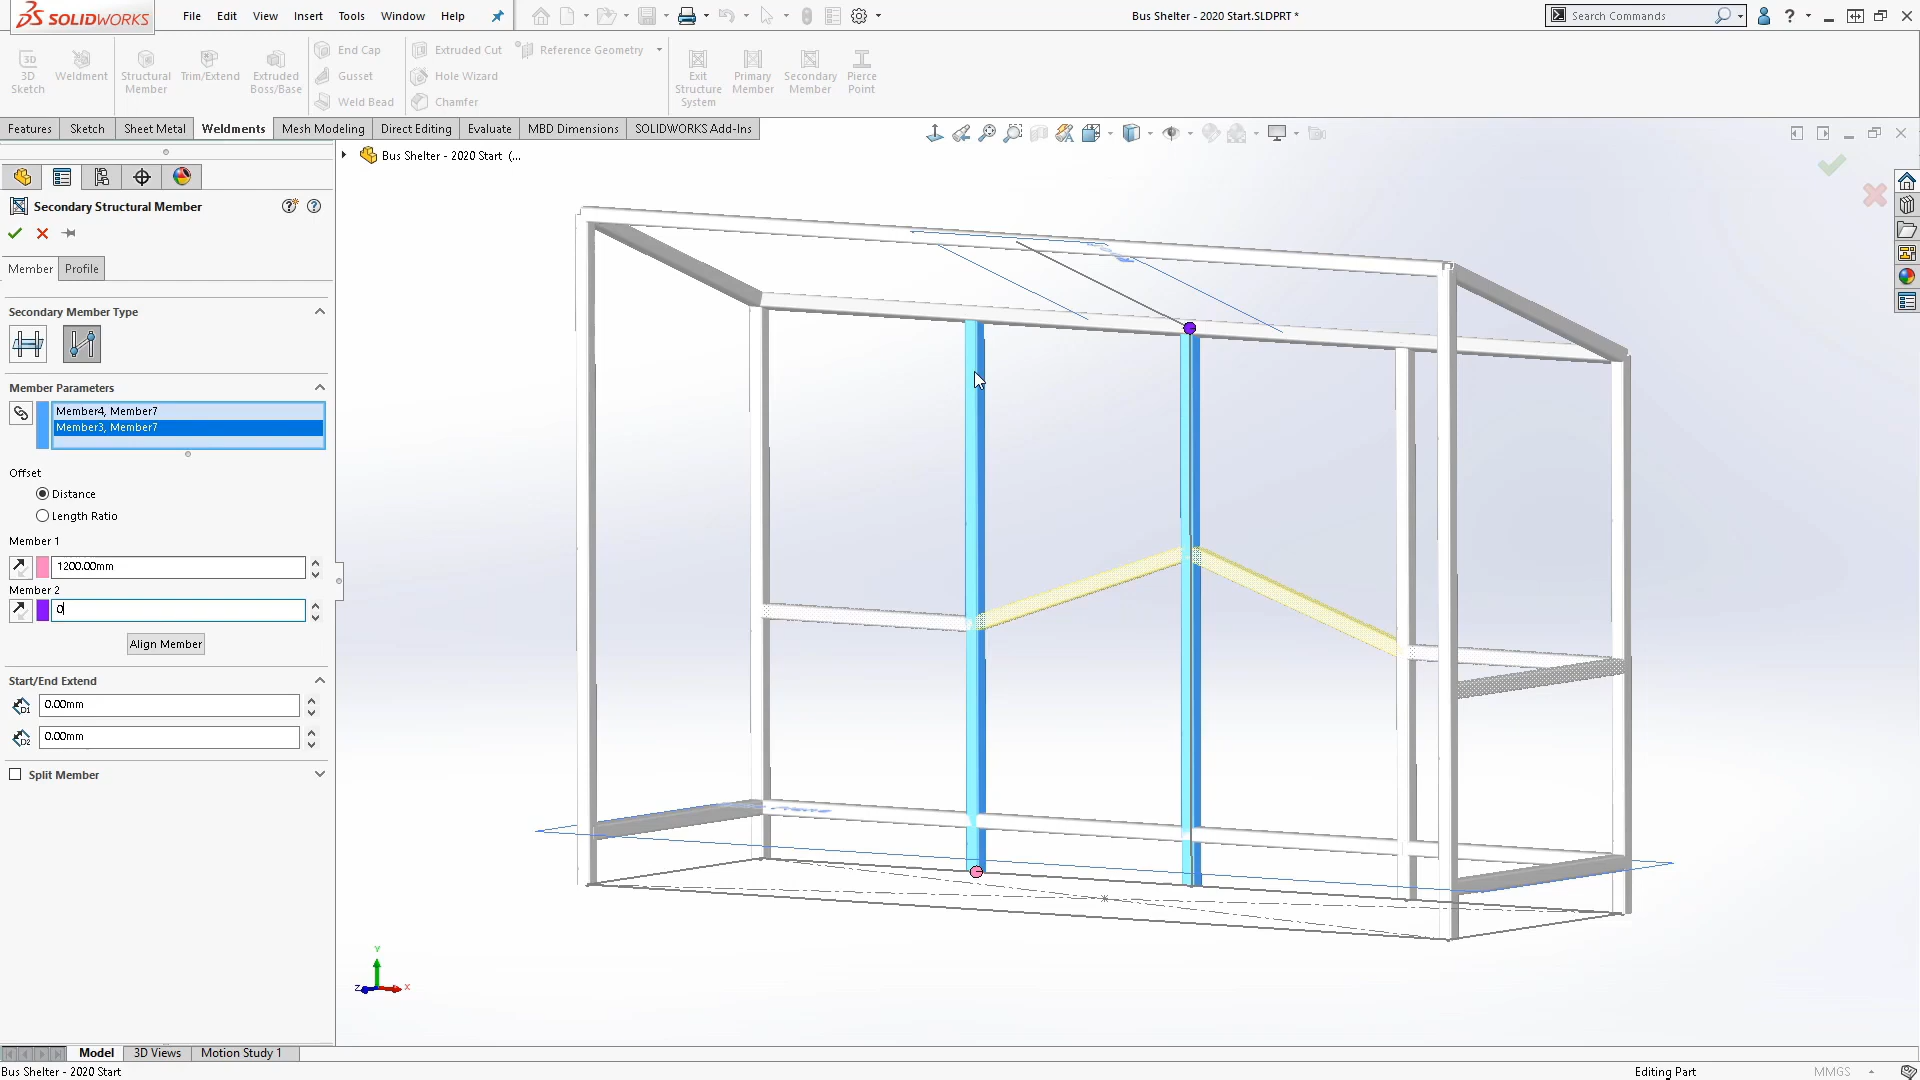 SOLIDWORKS
File Edit View Insert Tools Window Help
Bus Shelter - 2020 Start.SLDPRT *
Search Commands
3D Sketch
Weldment
Structural Member
Trim/Extend
Extruded Boss/Base
End Cap
Gusset
Weld Bead
Extruded Cut
Hole Wizard
Chamfer
Reference Geometry
Exit Structure System
Primary Member
Secondary Member
Pierce Point
Features Sketch Sheet Metal Weldments Mesh Modeling Direct Editing Evaluate MBD Dimensions SOLIDWORKS Add-Ins
Bus Shelter - 2020 Start (...
Secondary Structural Member
Member Profile
Secondary Member Type
Member Parameters
Member4, Member7
Member3, Member7
Offset
Distance
Length Ratio
Member 1
1200.00mm
Member 2
0
Align Member
Start/End Extend
D1 0.00mm
D2 0.00mm
Split Member
Y
Z X
Model 3D Views Motion Study 1
Bus Shelter - 2020 Start
Editing Part
MMGS